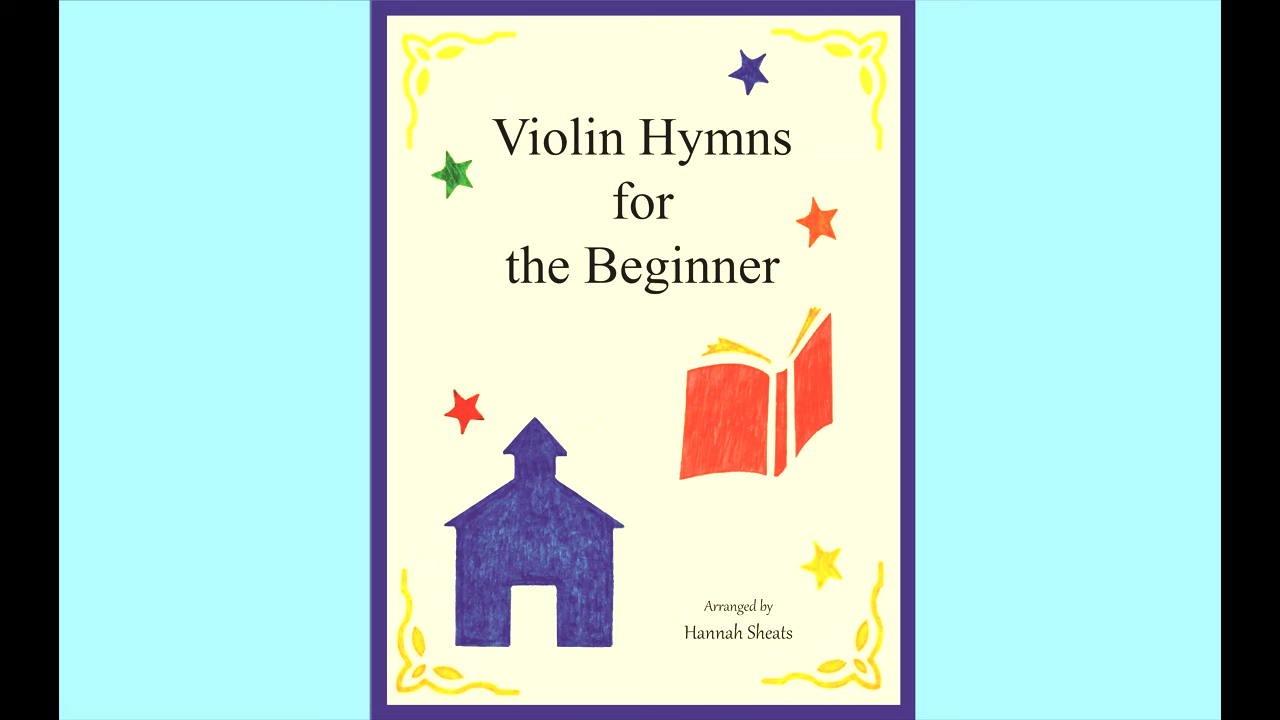 Violin Hymns
for
the Beginner
Arranged by
Hannah Sheats